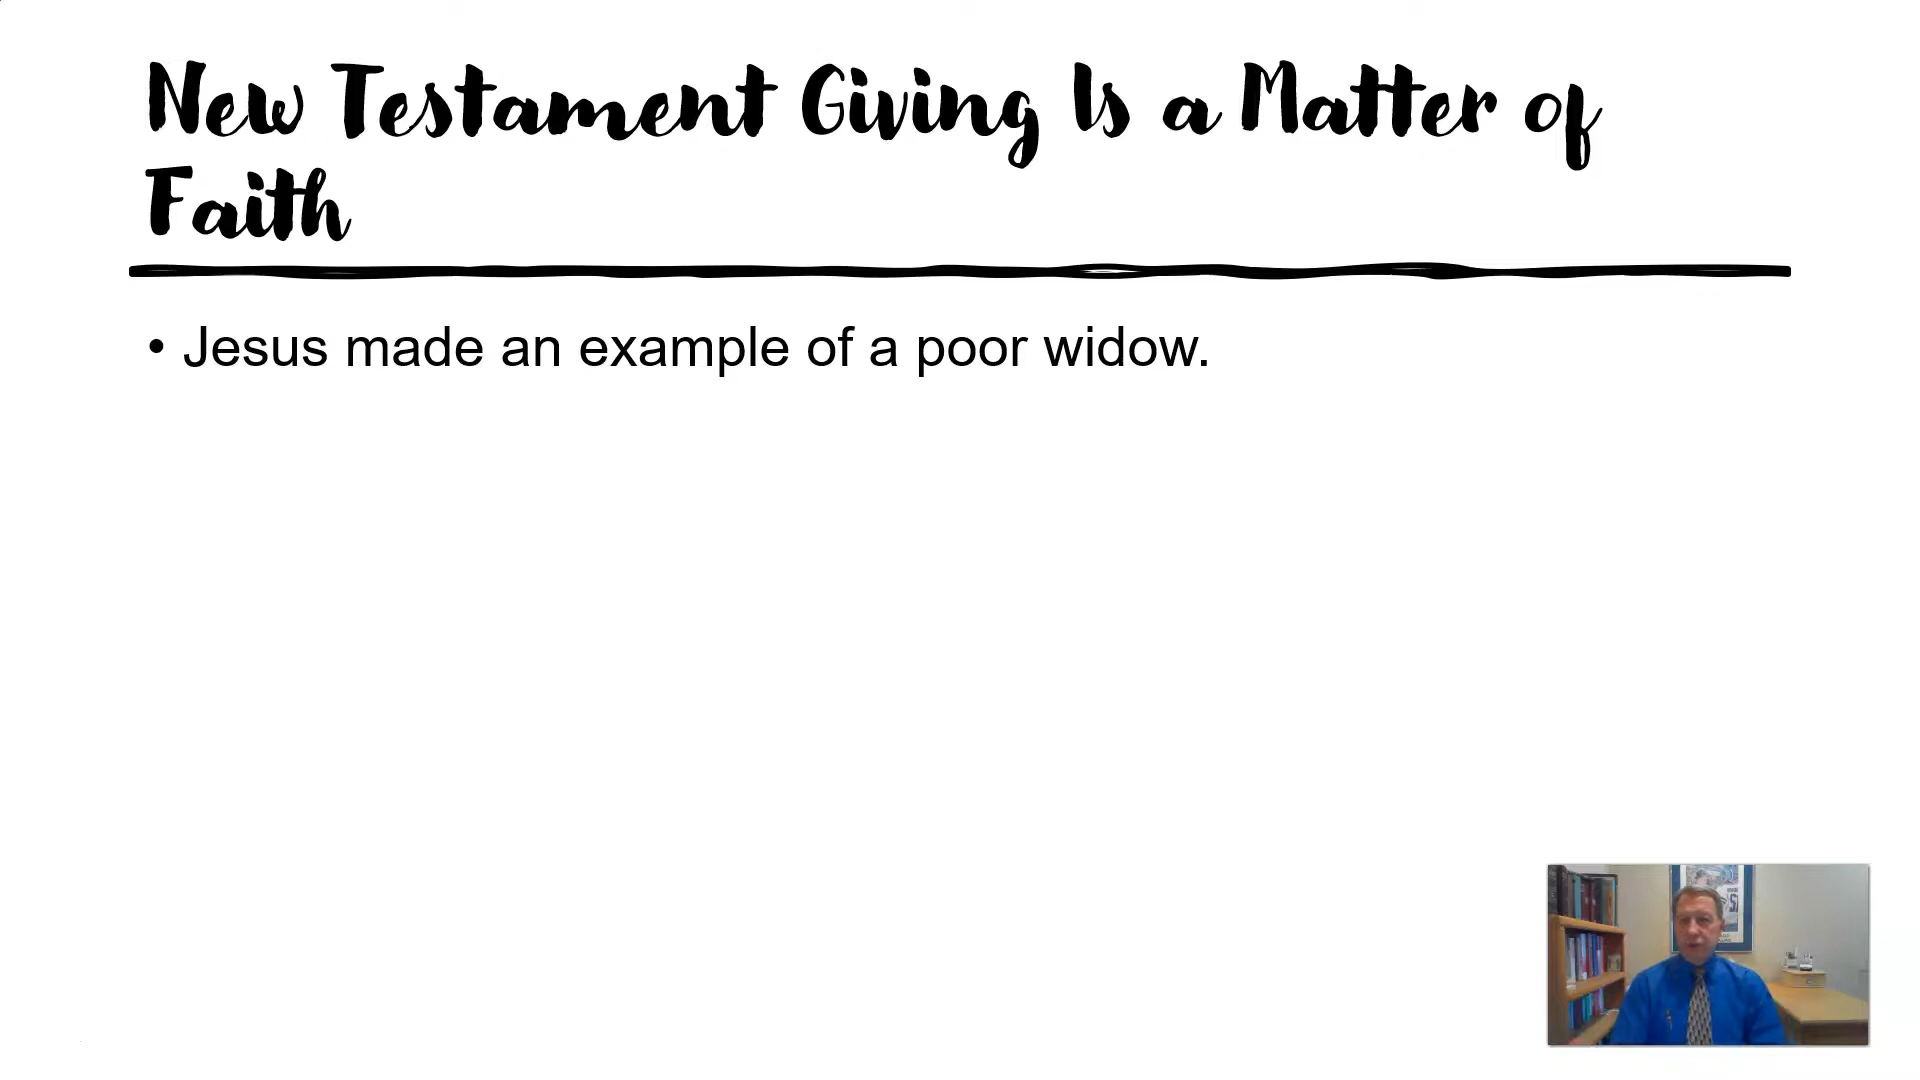 New Testament Giving Is a Matter of
Faith
• Jesus made an example of a poor widow.